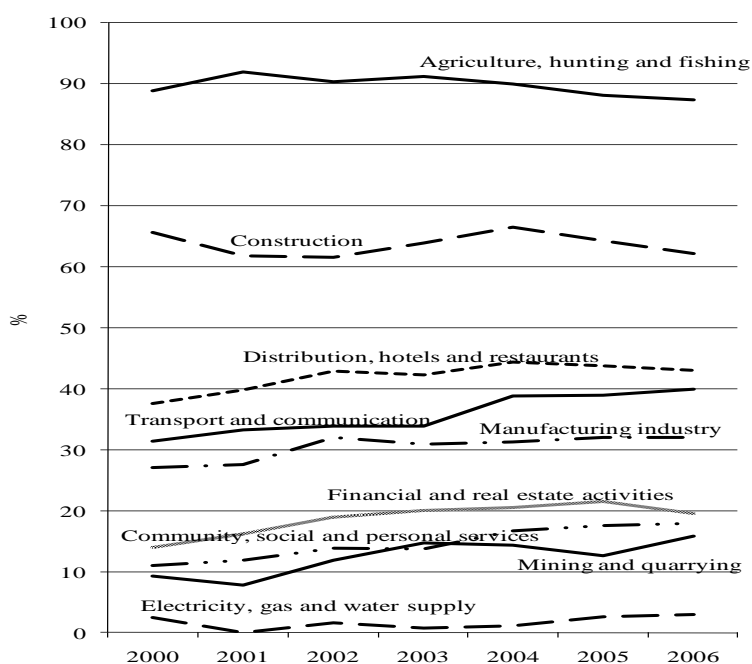 100
Agriculture, hunting and fishing
90
80
70
Construction
60
%
50
Distribution, hotels and restaurants
40
Transport and communication
Manufacturing industry
30
Financial and real estate activities
20
Community, social and personal services
Mining and quarrying
10
Electricity, gas and water supply
0
2000 2001 2002 2003 2004 2005 2006